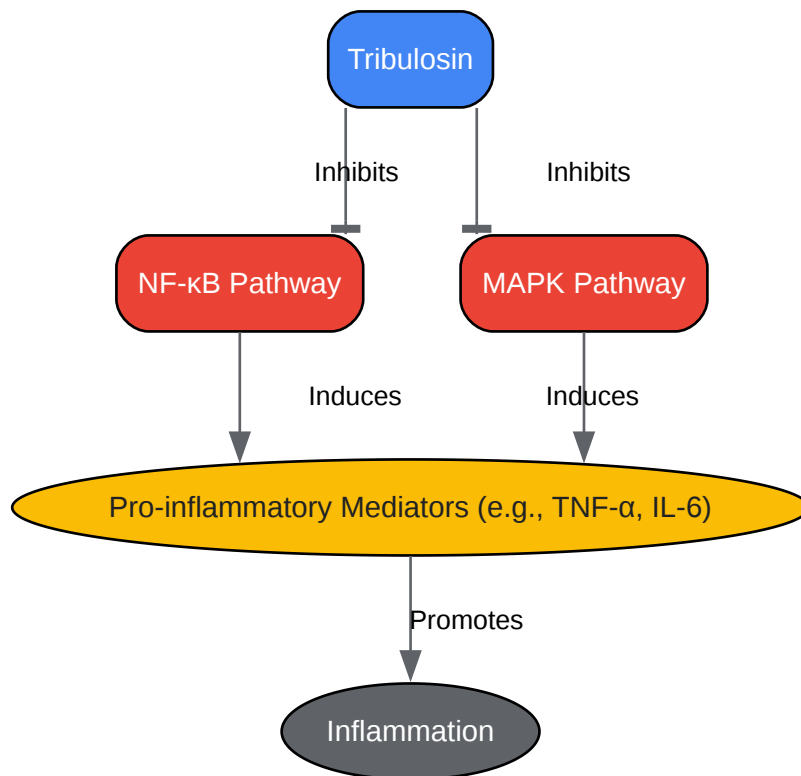 Tribulosin
Inhibits
Inhibits
NF-κB Pathway
MAPK Pathway
Induces
Induces
Pro-inflammatory Mediators (e.g., TNF-α, IL-6)
Promotes
Inflammation